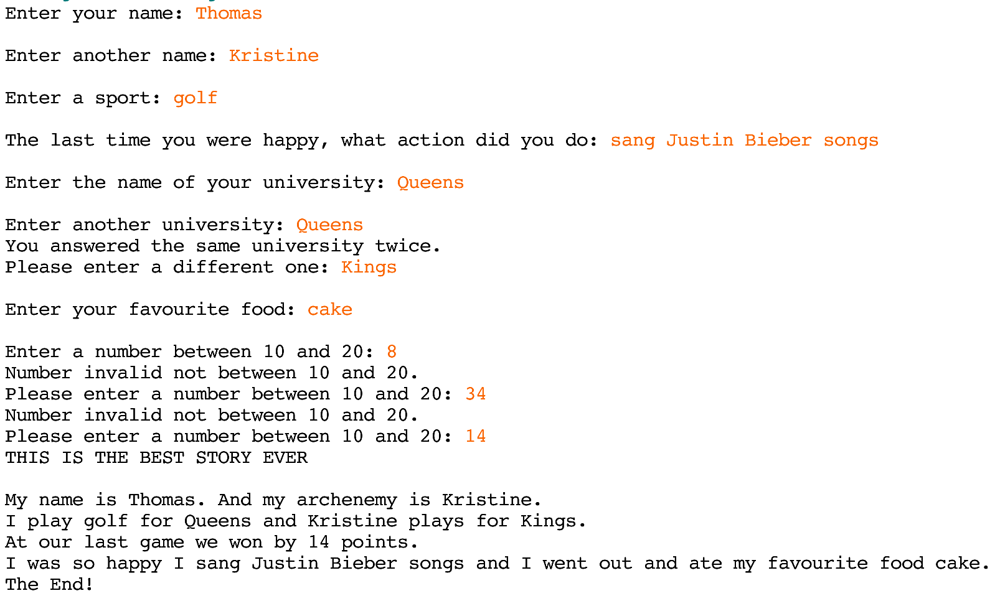 Enter your name: Thomas
Enter another name: Kristine
Enter a sport: golf
The last time you were happy, what action did you do: sang Justin Bieber songs
Enter the name of your university: Queens
Enter another university: Queens
You answered the same university twice.
Please enter a different one: Kings
Enter your favourite food: cake
Enter a number between 10 and 20: 8
Number invalid not between 10 and 20.
Please enter a number between 10 and 20: 34
Number invalid not between 10 and 20.
Please enter a number between 10 and 20: 14
THIS IS THE BEST STORY EVER
My name is Thomas. And my archenemy is Kristine.
I play golf for Queens and Kristine plays for Kings.
At our last game we won by 14 points.
I was so happy I sang Justin Bieber songs and I went out and ate my favourite food cake.
The End!